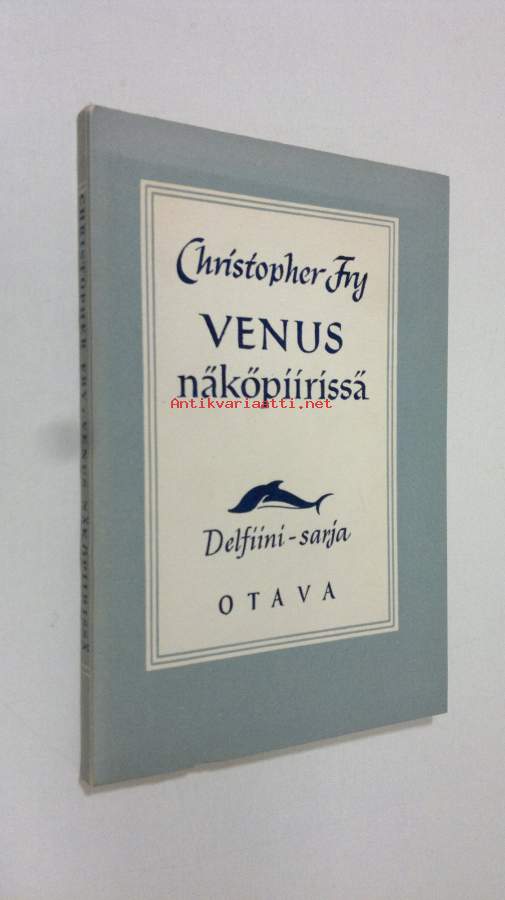 Christopher Fry
VENUS
näköpiirissä
Antikvariaatti.net
Delfiini-sarja
OTAVA
CHRISTOPHER FRY VENUS NÄKÖPIIRISSÄ